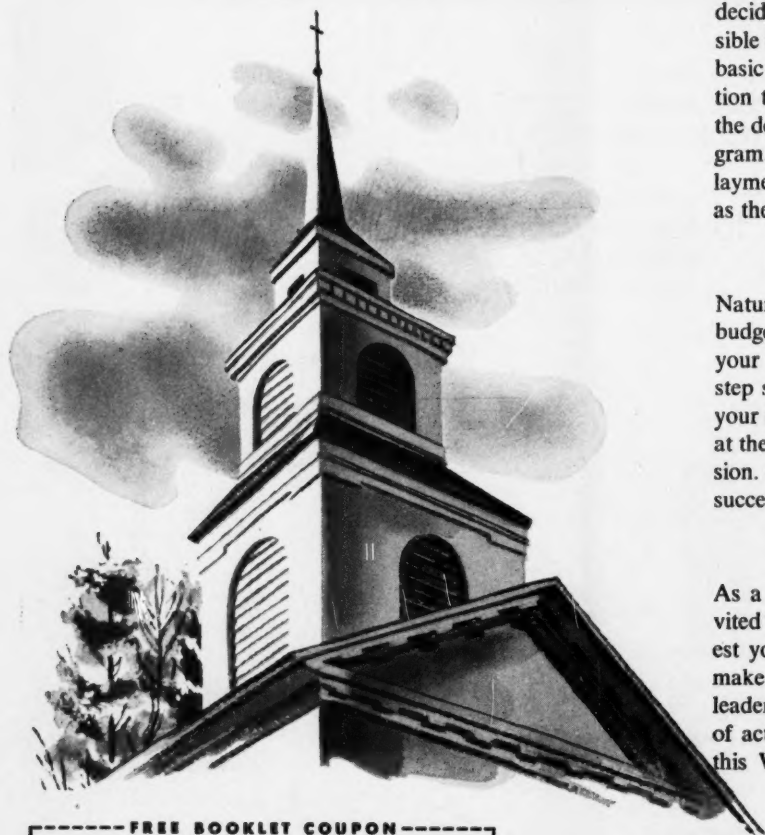 decid
sible
basic
tion t
the de
gram
layme
as the
Natur
budge
your
step s
your
at the
sion.
succe
As a
vited
est yo
make
leader
of act
this V
FREE BOOKLET COUPON